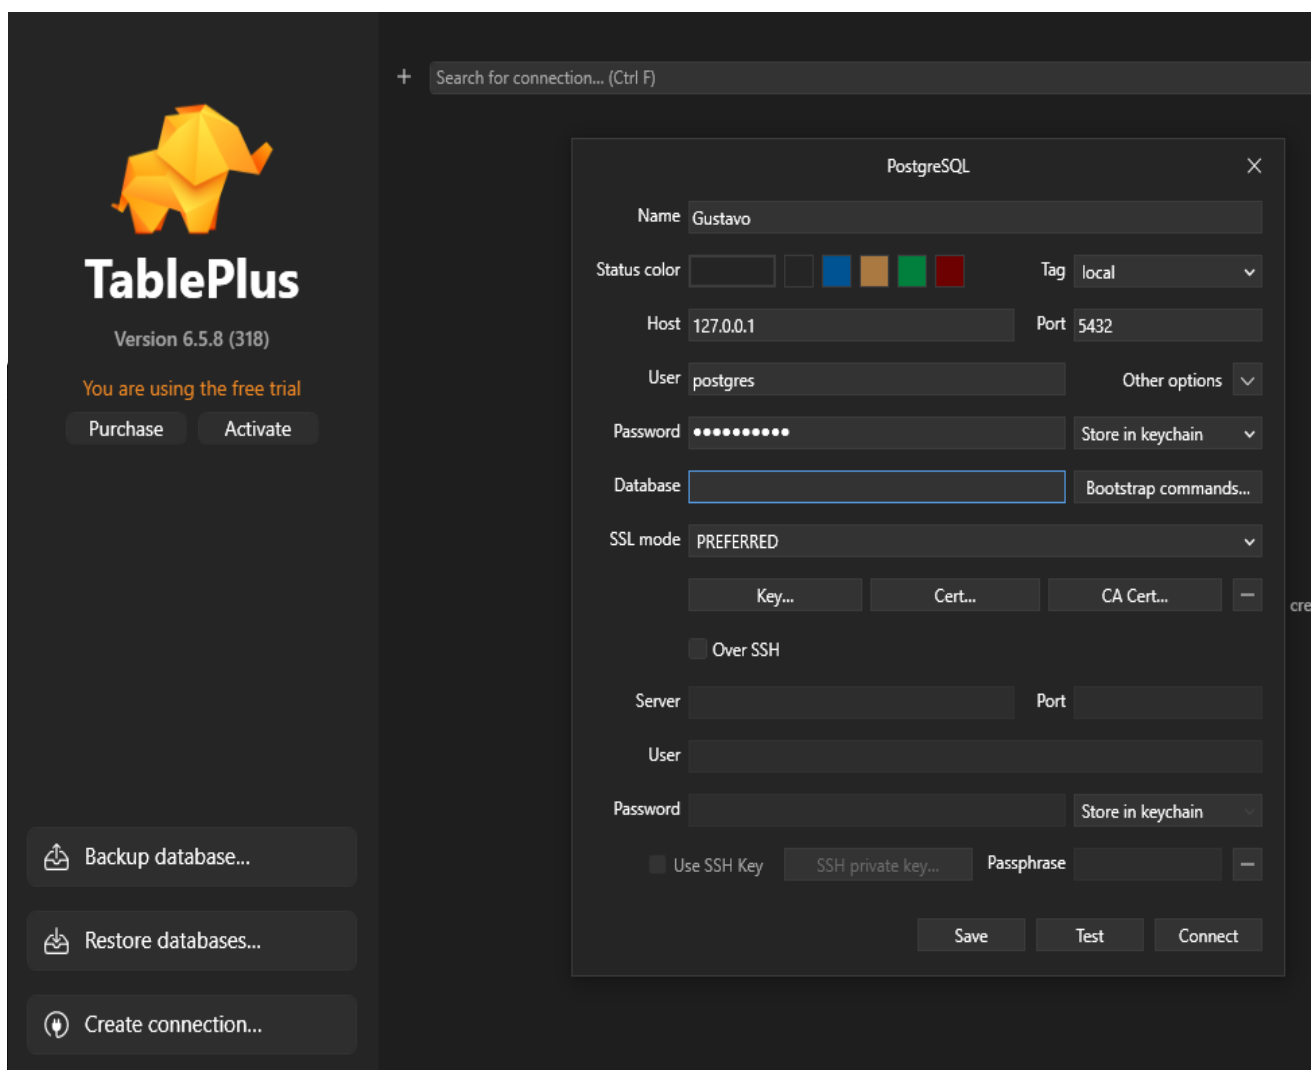 TablePlus
Version 6.5.8 (318)
You are using the free trial
Purchase Activate
Backup database...
Restore databases...
Create connection...
+ Search for connection... (Ctrl F)
PostgreSQL
Name Gustavo
Status color Tag local
Host 127.0.0.1 Port 5432
User postgres Other options
Password •••••••••• Store in keychain
Database Bootstrap commands...
SSL mode PREFERRED
Key... Cert... CA Cert...
cre
Over SSH
Server Port
User
Password Store in keychain
Use SSH Key SSH private key... Passphrase
Save Test Connect